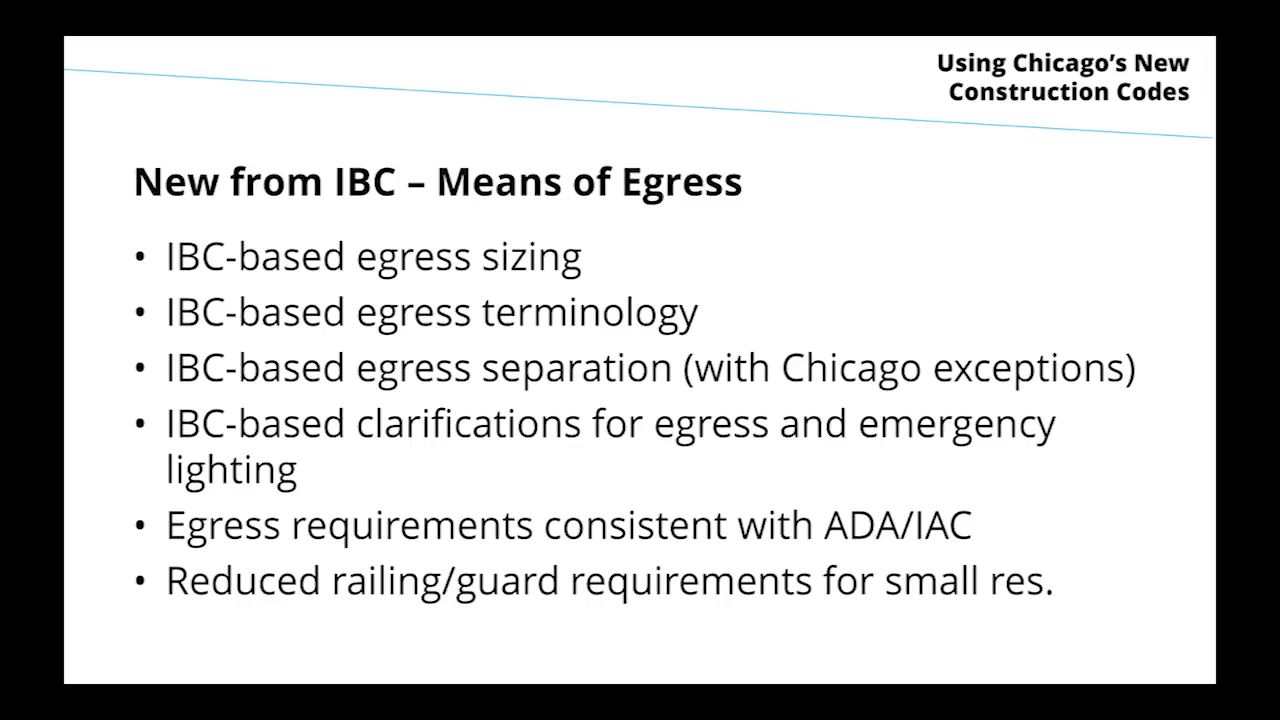 Using Chicago’s New
Construction Codes
New from IBC – Means of Egress
• IBC-based egress sizing
• IBC-based egress terminology
• IBC-based egress separation (with Chicago exceptions)
• IBC-based clarifications for egress and emergency
lighting
• Egress requirements consistent with ADA/IAC
• Reduced railing/guard requirements for small res.